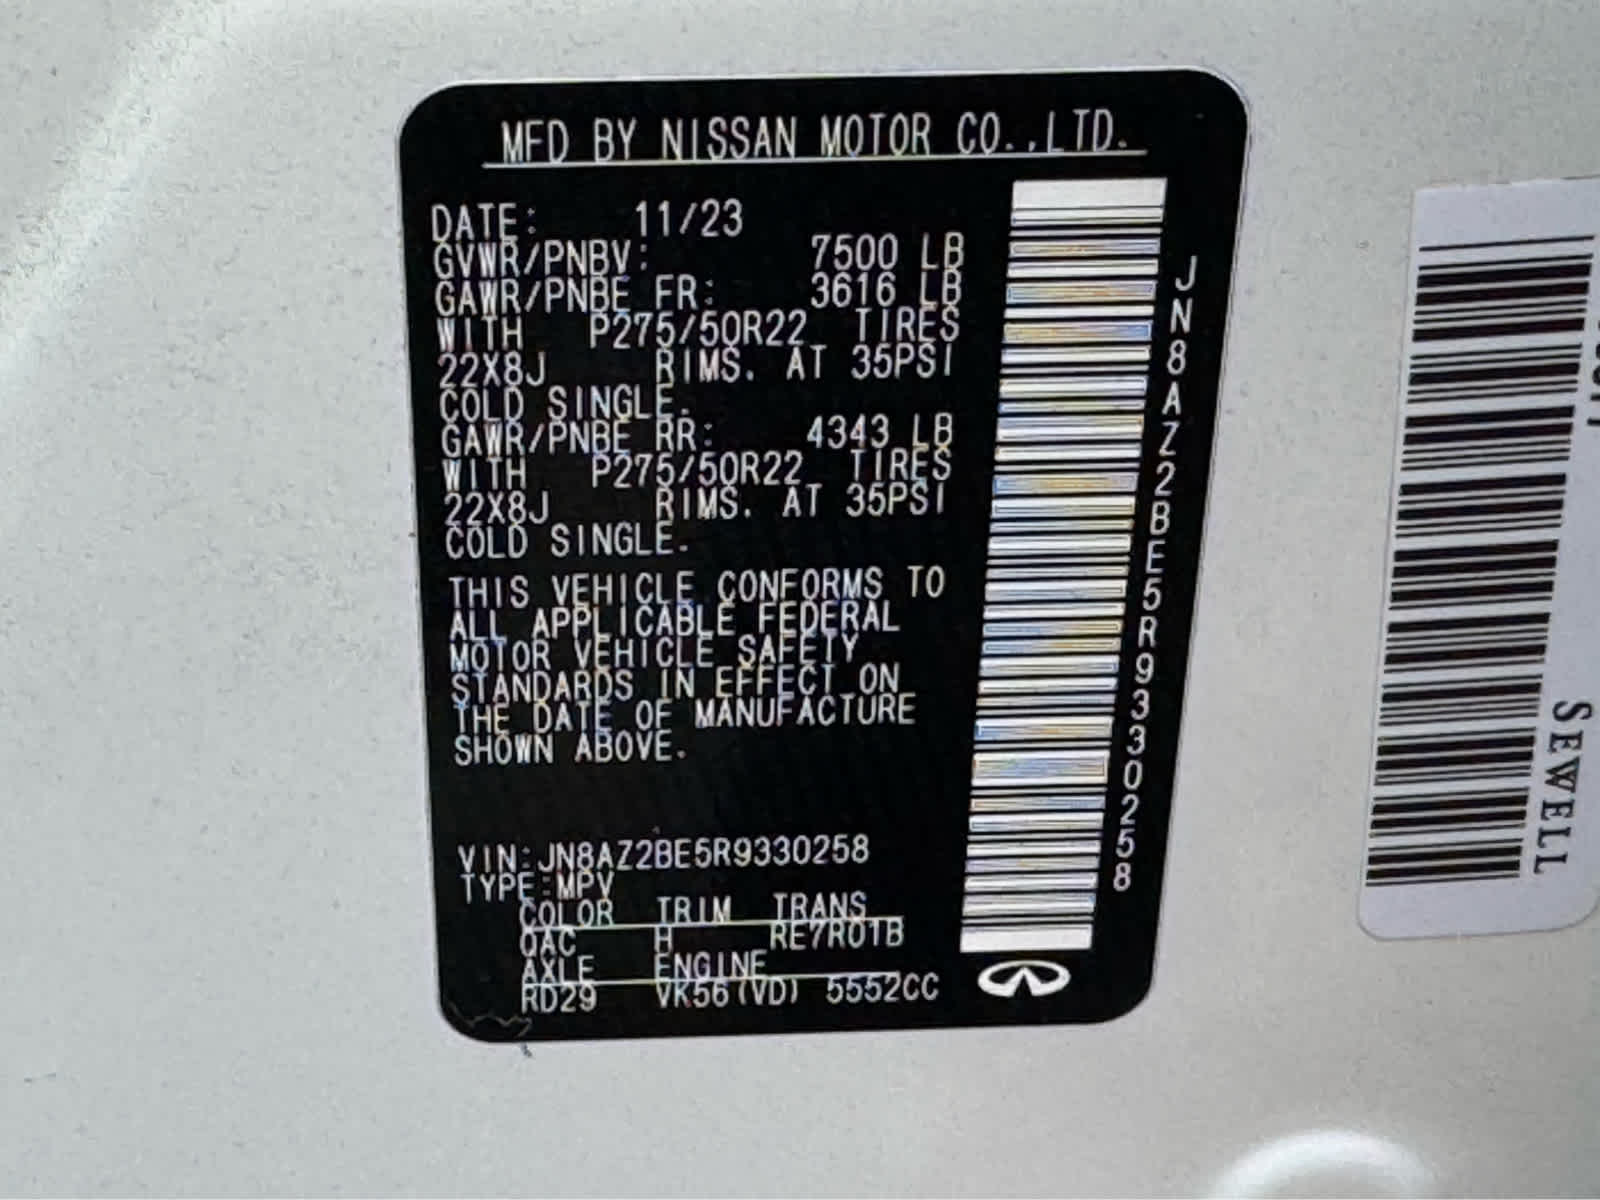 MFD BY NISSAN MOTOR CO.,LTD.
DATE: 11/23
GVWR/PNBV: 7500 LB
GAWR/PNBE FR: 3616 LB
WITH P275/50R22 TIRES
22X8J RIMS. AT 35PSI
COLD SINGLE.
GAWR/PNBE RR: 4343 LB
WITH P275/50R22 TIRES
22X8J RIMS. AT 35PSI
COLD SINGLE.
THIS VEHICLE CONFORMS TO
ALL APPLICABLE FEDERAL
MOTOR VEHICLE SAFETY
STANDARDS IN EFFECT ON
THE DATE OF MANUFACTURE
SHOWN ABOVE.
VIN:JN8AZ2BE5R9330258
TYPE:MPV
COLOR TRIM TRANS
QAC H RE7R01B
AXLE ENGINE
RD29 VK56(VD) 5552CC
JN8AZ2BE5R9330258
SEWELL